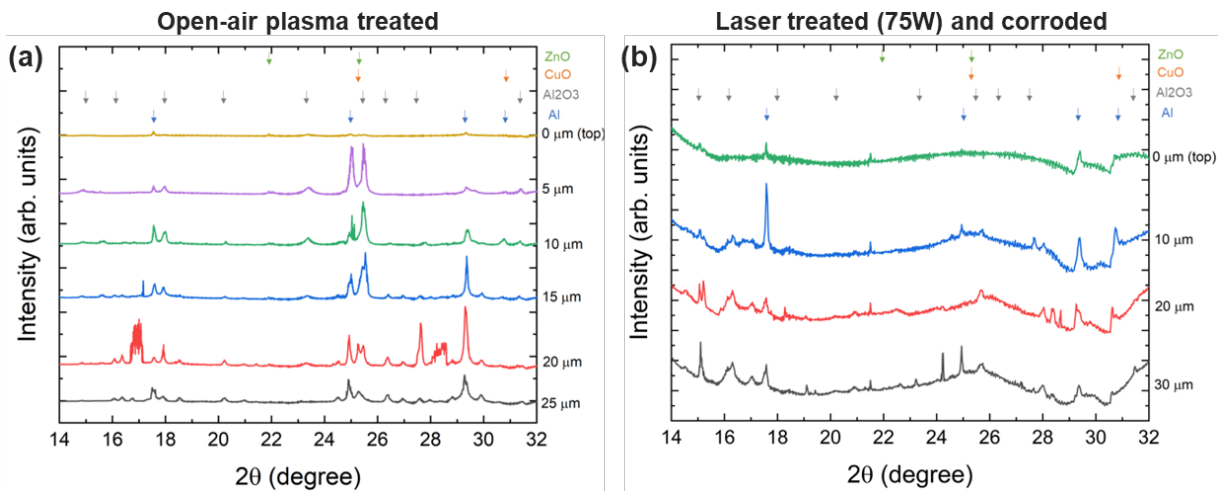 Open-air plasma treated
(a)
ZnO
CuO
Al2O3
Al
0 μm (top)
5 μm
10 μm
15 μm
20 μm
25 μm
Intensity (arb. units)
14 16 18 20 22 24 26 28 30 32
2θ (degree)
Laser treated (75W) and corroded
(b)
ZnO
CuO
Al2O3
Al
0 μm (top)
10 μm
20 μm
30 μm
Intensity (arb. units)
14 16 18 20 22 24 26 28 30 32
2θ (degree)